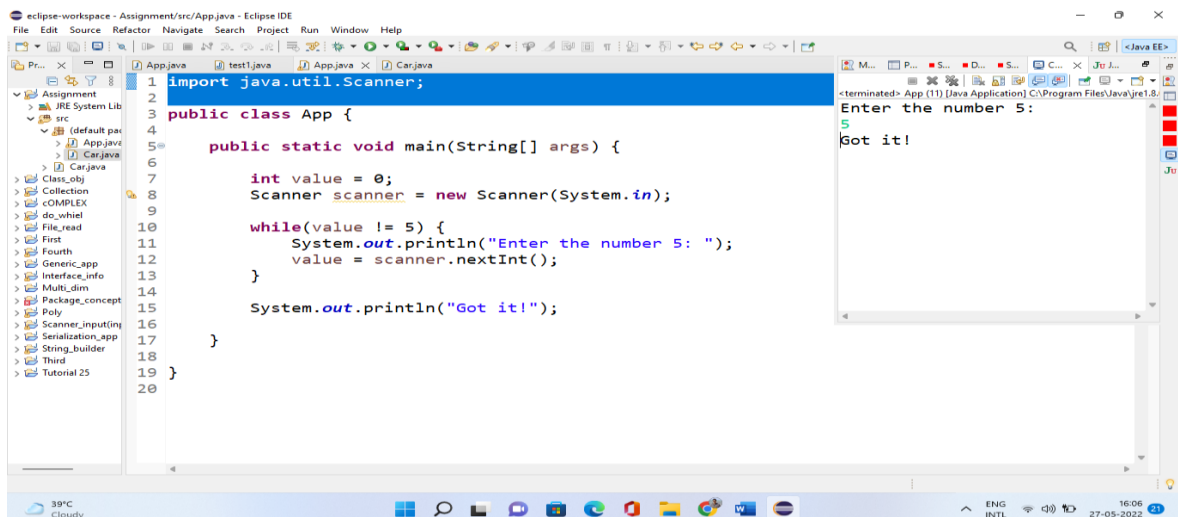 eclipse-workspace - Assignment/src/App.java - Eclipse IDE
File Edit Source Refactor Navigate Search Project Run Window Help
<Java EE>
Pr...
App.java test1.java App.java Car.java
M... P... S... D... S... C... Ju J...
Assignment
JRE System Lib
src
(default pac
App.java
Car.java
Car.java
Class_obj
Collection
cOMPLEX
do_whiel
File_read
First
Fourth
Generic_app
Interface_info
Multi_dim
Package_concept
Poly
Scanner_input(inp
Serialization_app
String_builder
Third
Tutorial 25
1 import java.util.Scanner;
2
3 public class App {
4
5 public static void main(String[] args) {
6
7 int value = 0;
8 Scanner scanner = new Scanner(System.in);
9
10 while(value != 5) {
11 System.out.println("Enter the number 5: ");
12 value = scanner.nextInt();
13 }
14
15 System.out.println("Got it!");
16
17 }
18
19 }
20
<terminated> App (11) [Java Application] C:\Program Files\Java\jre1.8.
Enter the number 5:
5
Got it!
Ju
39°C
Cloudy
ENG
INTL
16:06
27-05-2022
21